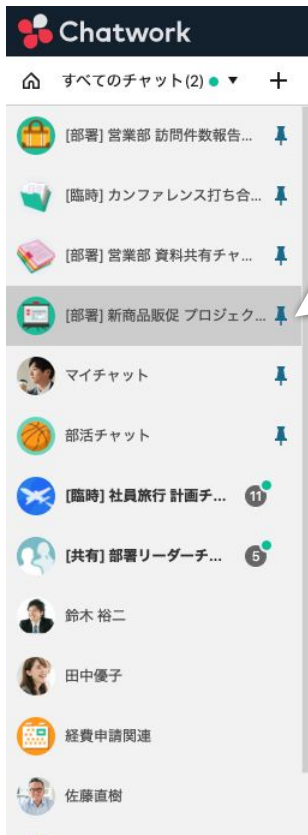 Chatwork
すべてのチャット(2)
[部署] 営業部 訪問件数報告...
[臨時] カンファレンス打ち合...
[部署] 営業部 資料共有チャ...
[部署] 新商品販促 プロジェク...
マイチャット
部活チャット
[臨時] 社員旅行 計画チ... 11
[共有] 部署リーダーチ... 5
鈴木 裕二
田中優子
経費申請関連
佐藤直樹